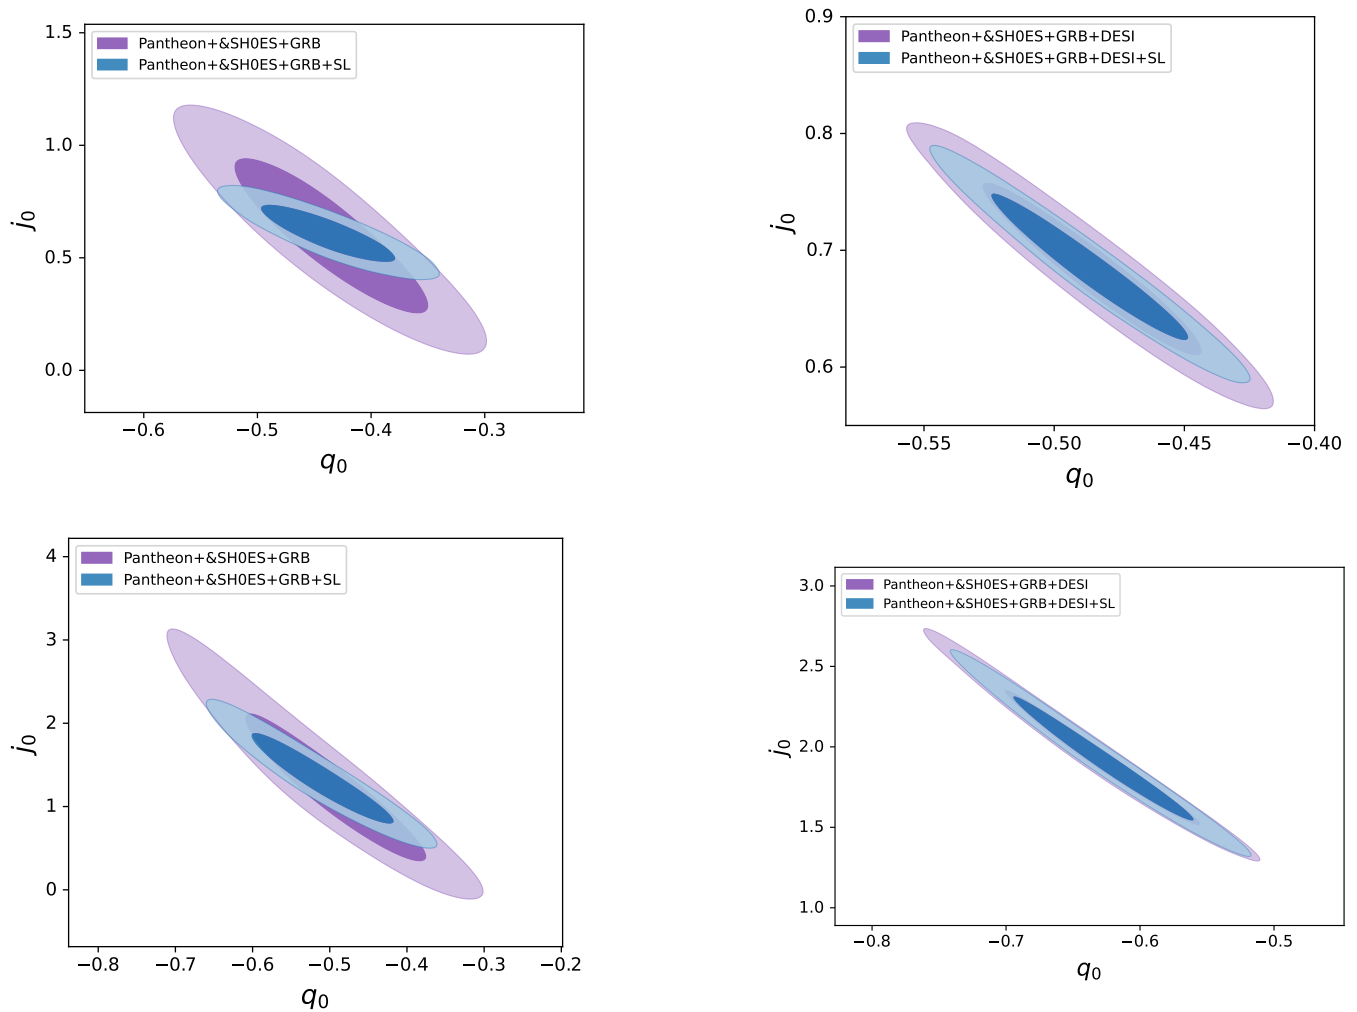 Pantheon+&SH0ES+GRB
Pantheon+&SH0ES+GRB+SL
1.5
1.0
0.5
0.0
j0
−0.6 −0.5 −0.4 −0.3
q0
Pantheon+&SH0ES+GRB+DESI
Pantheon+&SH0ES+GRB+DESI+SL
0.9
0.8
0.7
0.6
j0
−0.55 −0.50 −0.45 −0.40
q0
Pantheon+&SH0ES+GRB
Pantheon+&SH0ES+GRB+SL
4
3
2
1
0
j0
−0.8 −0.7 −0.6 −0.5 −0.4 −0.3 −0.2
q0
Pantheon+&SH0ES+GRB+DESI
Pantheon+&SH0ES+GRB+DESI+SL
3.0
2.5
2.0
1.5
1.0
j0
−0.8 −0.7 −0.6 −0.5
q0